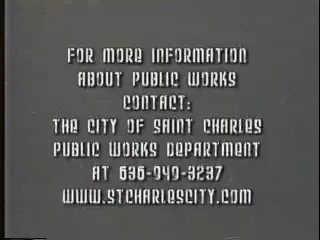 FOR MORE INFORMATION
ABOUT PUBLIC WORKS
CONTACT:
THE CITY OF SAINT CHARLES
PUBLIC WORKS DEPARTMENT
AT 636-949-3237
WWW.STCHARLESCITY.COM